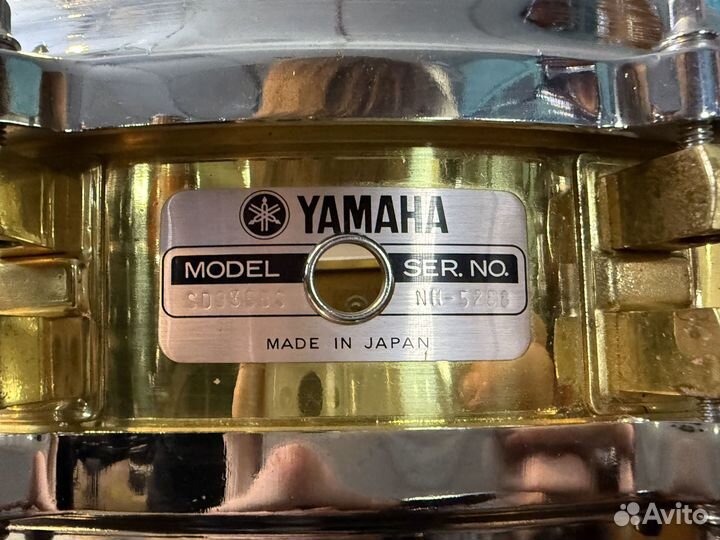 YAMAHA
MODEL SER. NO.
MADE IN JAPAN
Avito